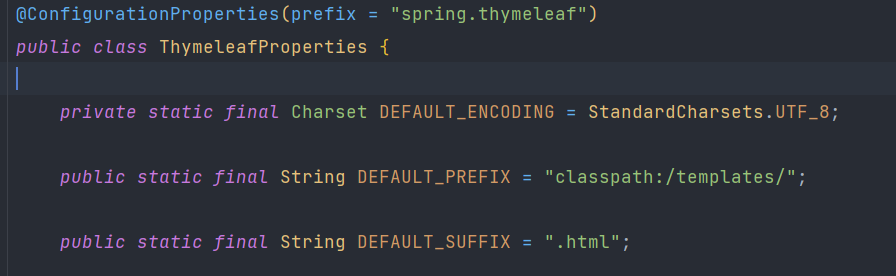 @ConfigurationProperties(prefix = "spring.thymeleaf")
public class ThymeleafProperties {
private static final Charset DEFAULT_ENCODING = StandardCharsets.UTF_8;
public static final String DEFAULT_PREFIX = "classpath:/templates/";
public static final String DEFAULT_SUFFIX = ".html";